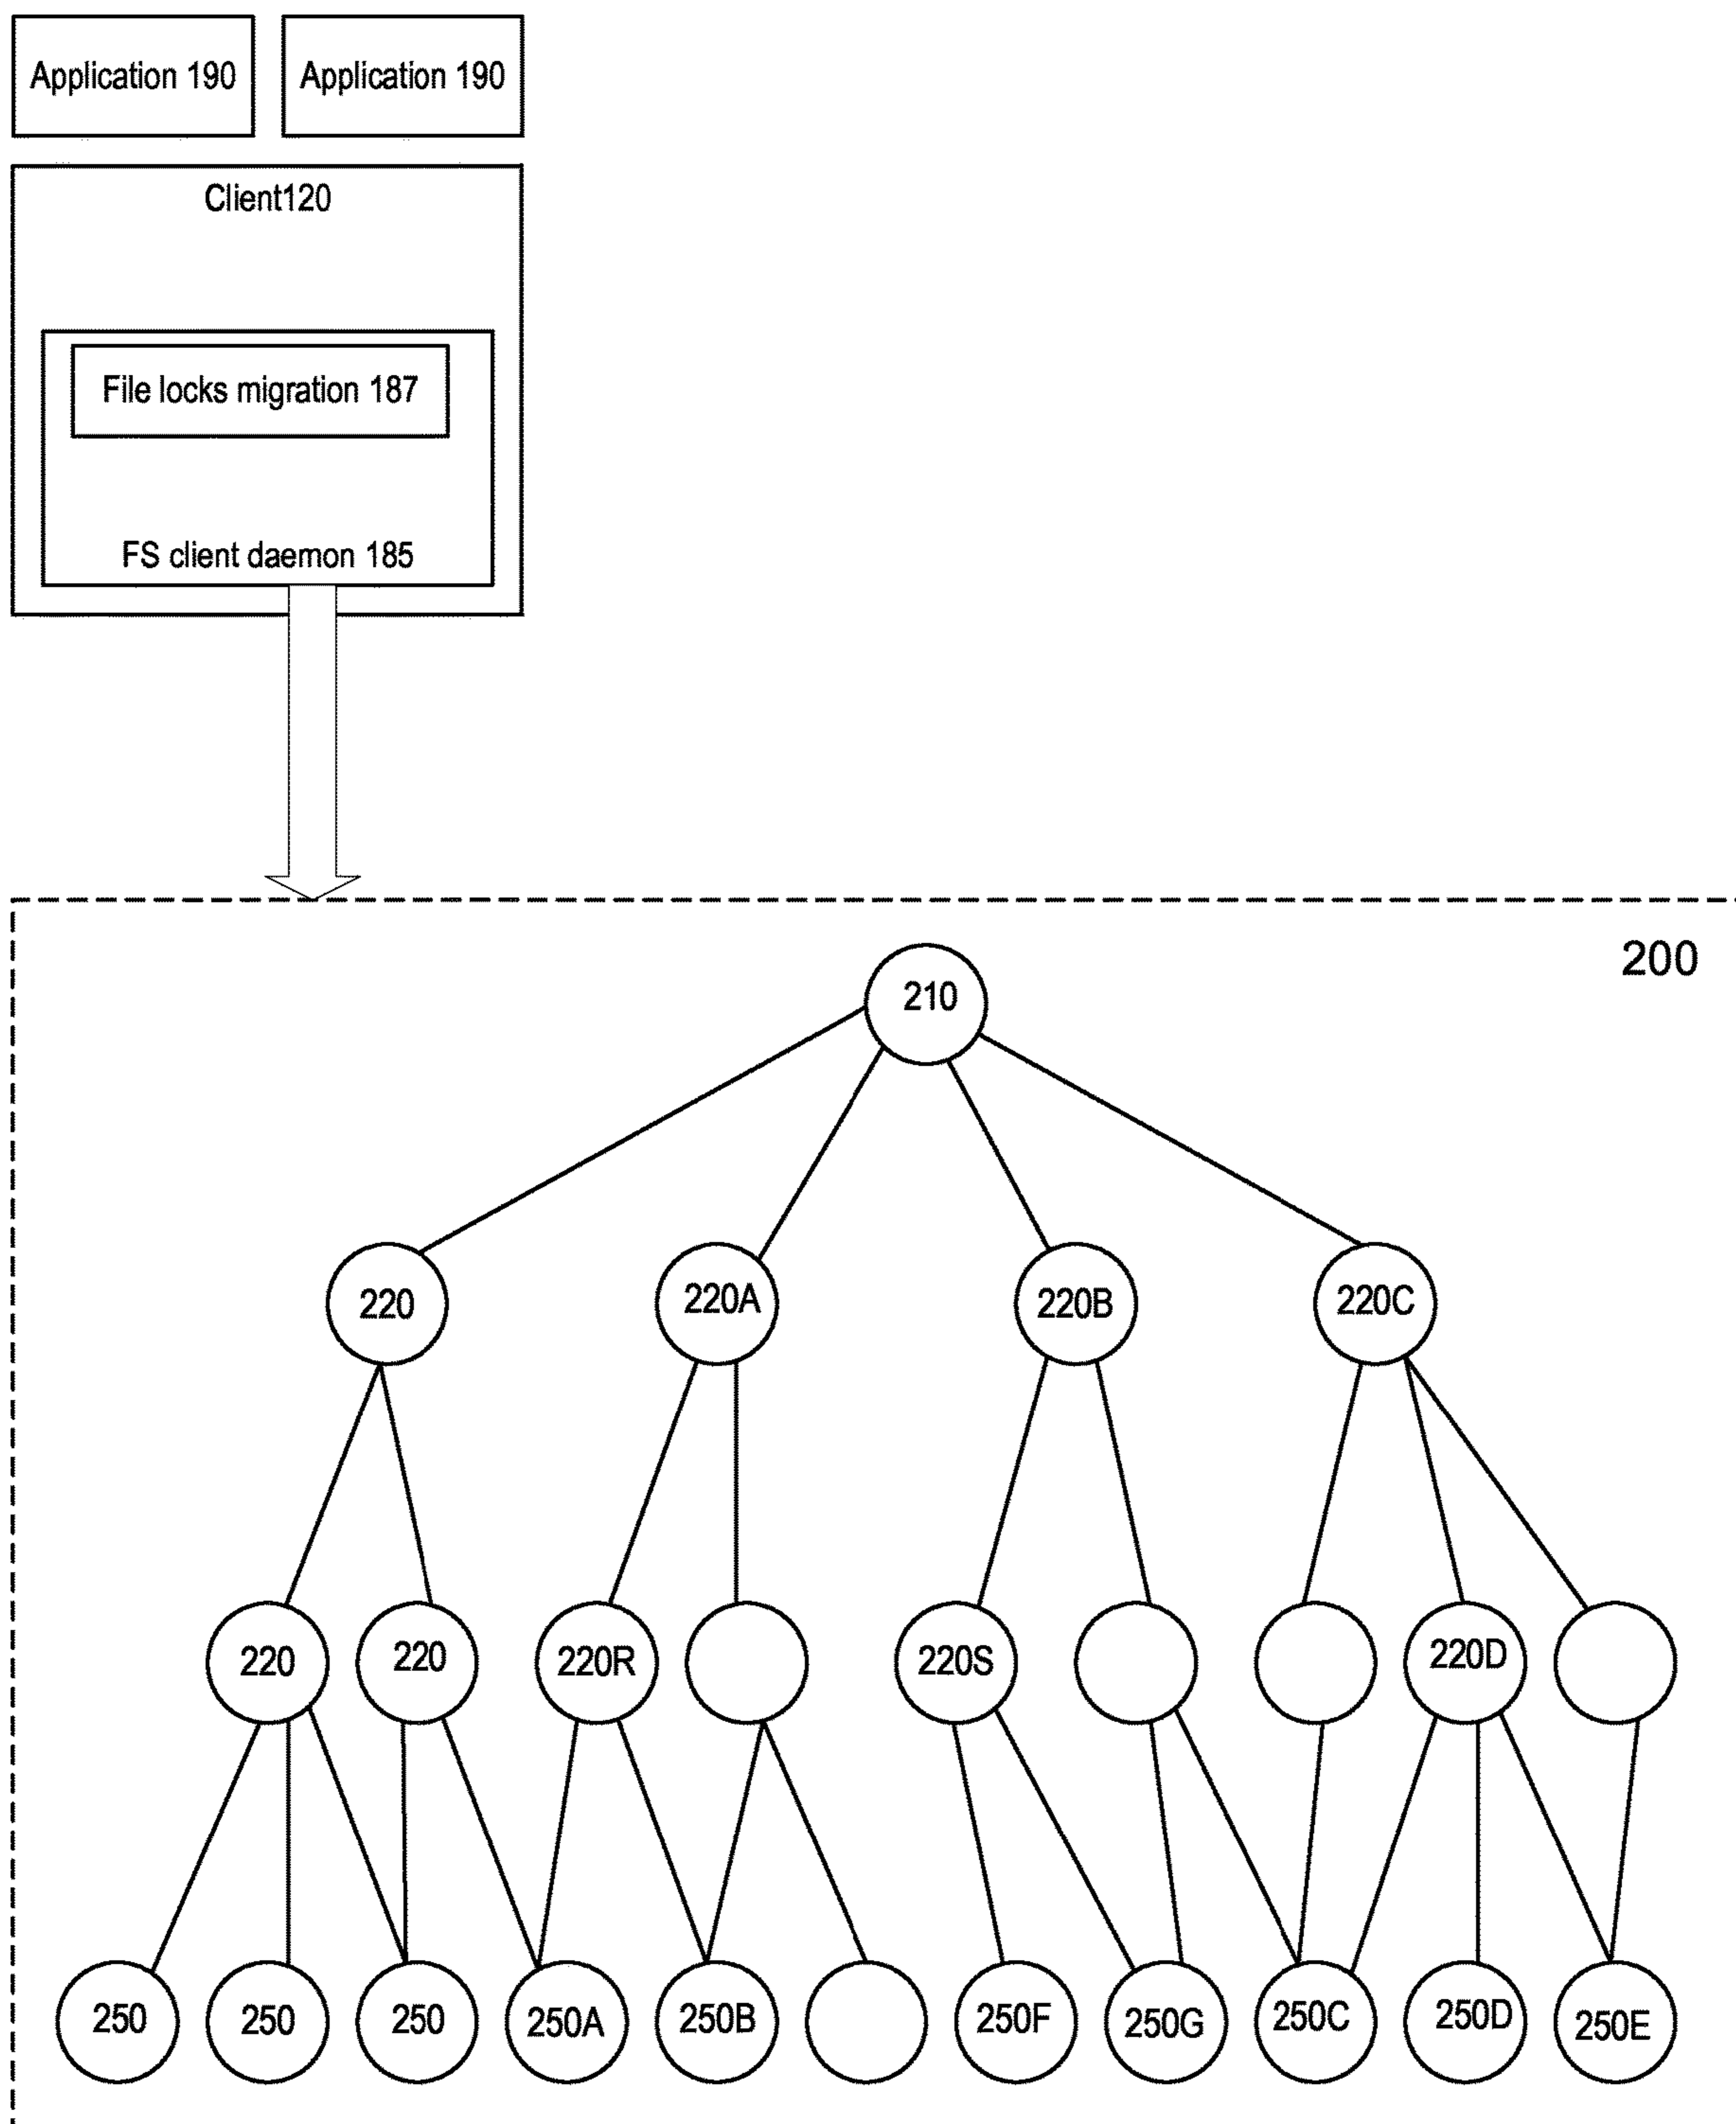 Application 190
Application 190
Client120
File locks migration 187
FS client daemon 185
200
210
220
220A
220B
220C
220
220
220R
220S
220D
250
250
250
250A
250B
250F
250G
250C
250D
250E